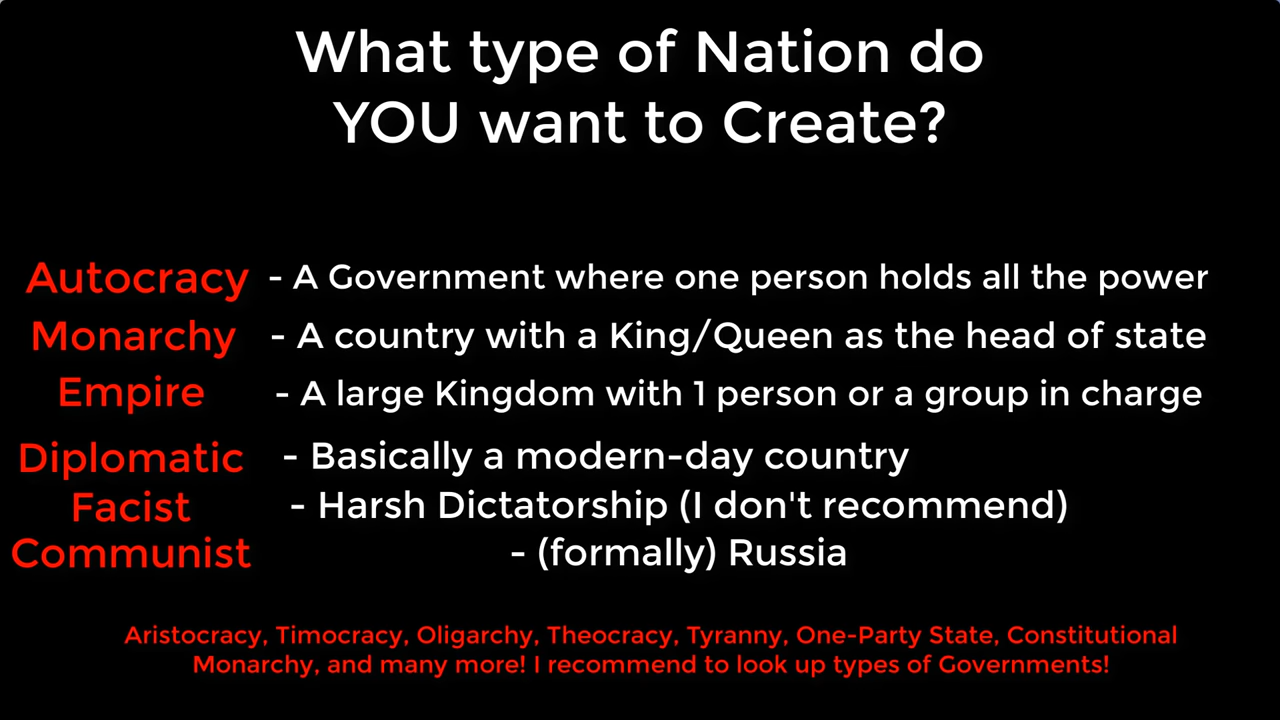 What type of Nation do
YOU want to Create?
Autocracy - A Government where one person holds all the power
Monarchy - A country with a King/Queen as the head of state
Empire - A large Kingdom with 1 person or a group in charge
Diplomatic - Basically a modern-day country
Facist - Harsh Dictatorship (I don't recommend)
Communist - (formally) Russia
Aristocracy, Timocracy, Oligarchy, Theocracy, Tyranny, One-Party State, Constitutional
Monarchy, and many more! I recommend to look up types of Governments!